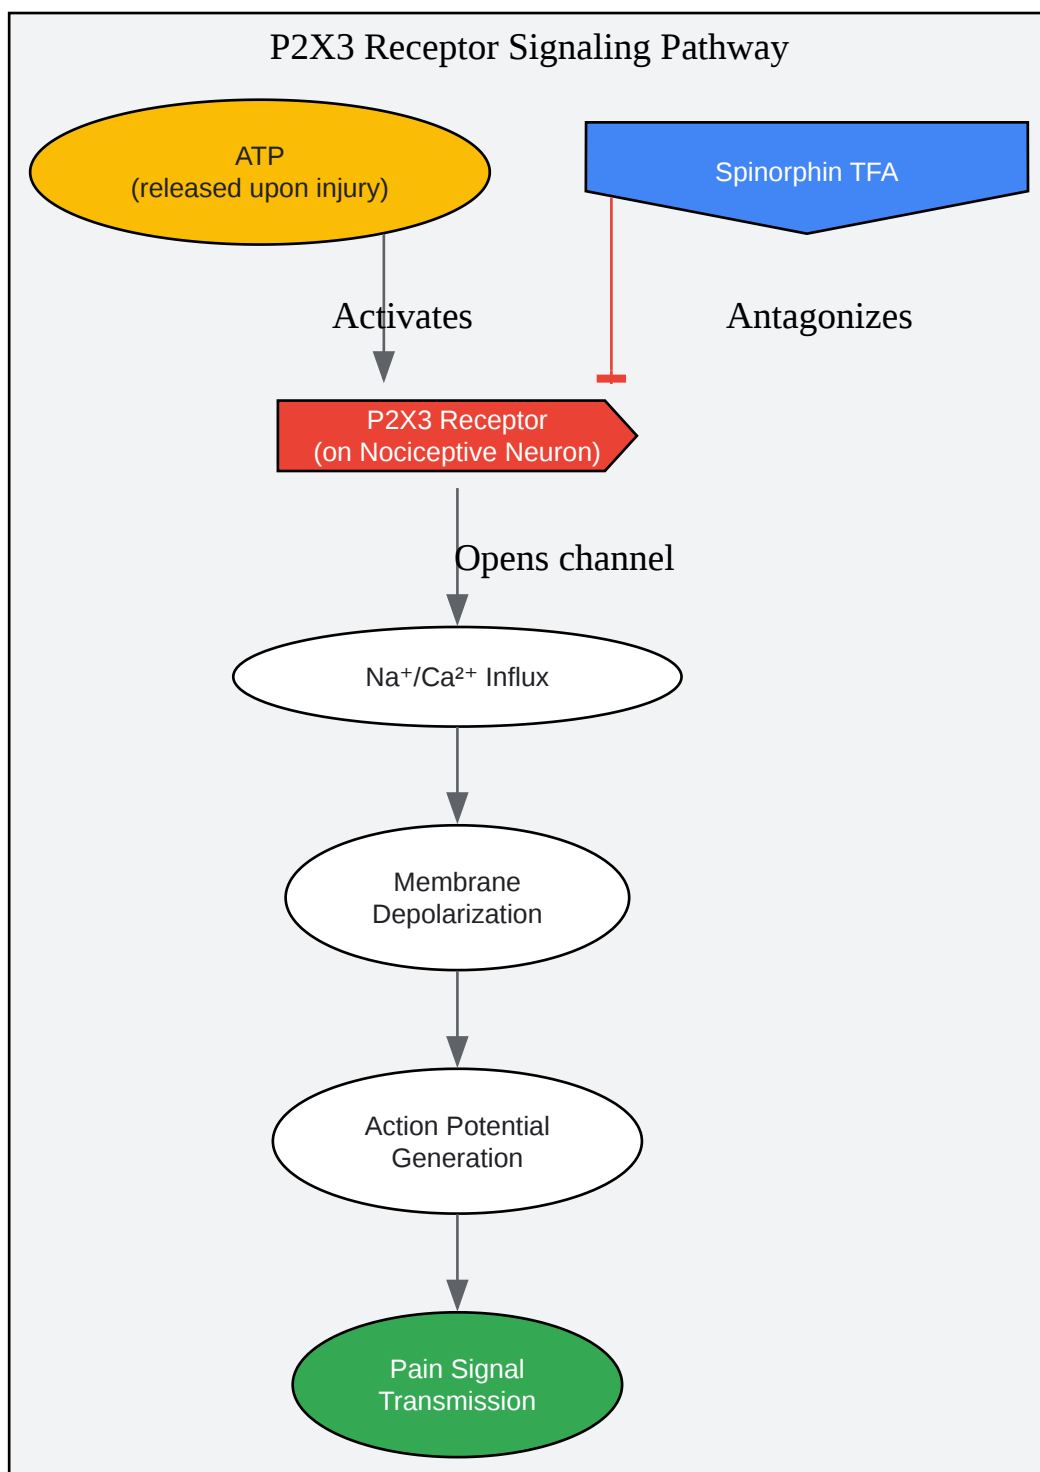 P2X3 Receptor Signaling Pathway
ATP
(released upon injury)
Spinorphin TFA
Activates
Antagonizes
P2X3 Receptor
(on Nociceptive Neuron)
Opens channel
Na⁺/Ca²⁺ Influx
Membrane
Depolarization
Action Potential
Generation
Pain Signal
Transmission